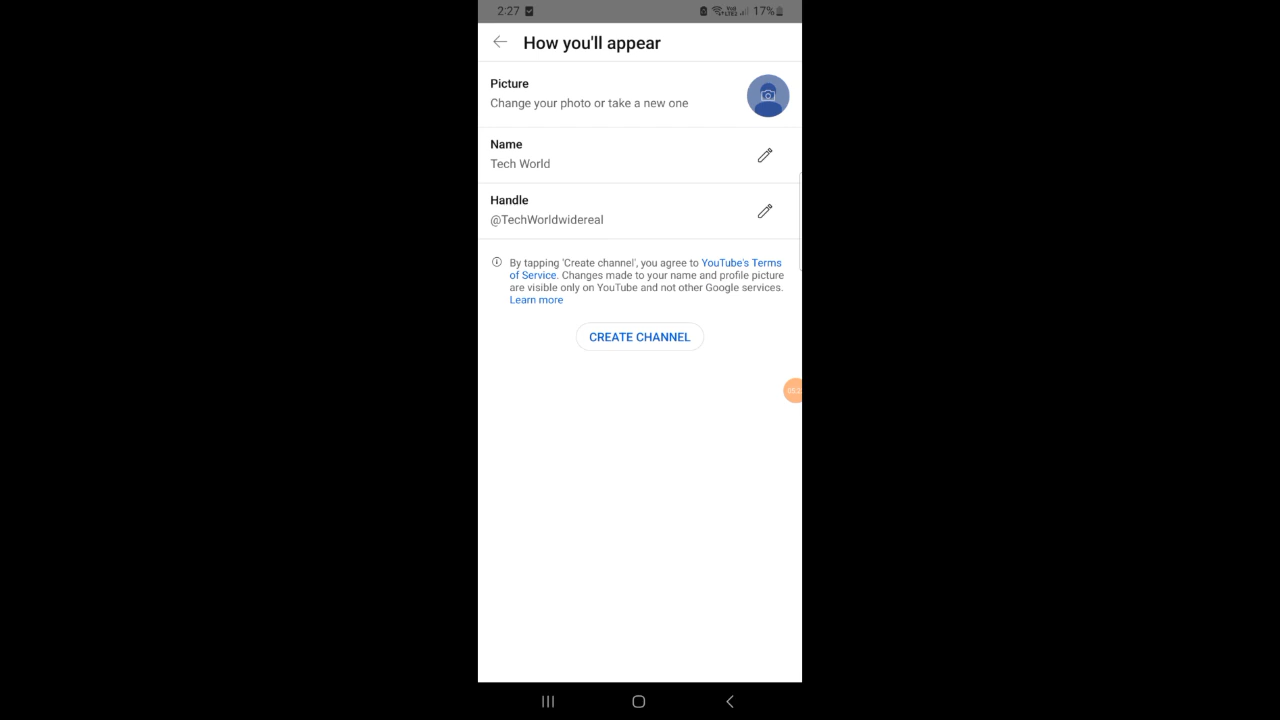 2:27
17%
How you'll appear
Picture
Change your photo or take a new one
Name
Tech World
Handle
@TechWorldwidereal
By tapping 'Create channel', you agree to YouTube's Terms
of Service. Changes made to your name and profile picture
are visible only on YouTube and not other Google services.
Learn more
CREATE CHANNEL